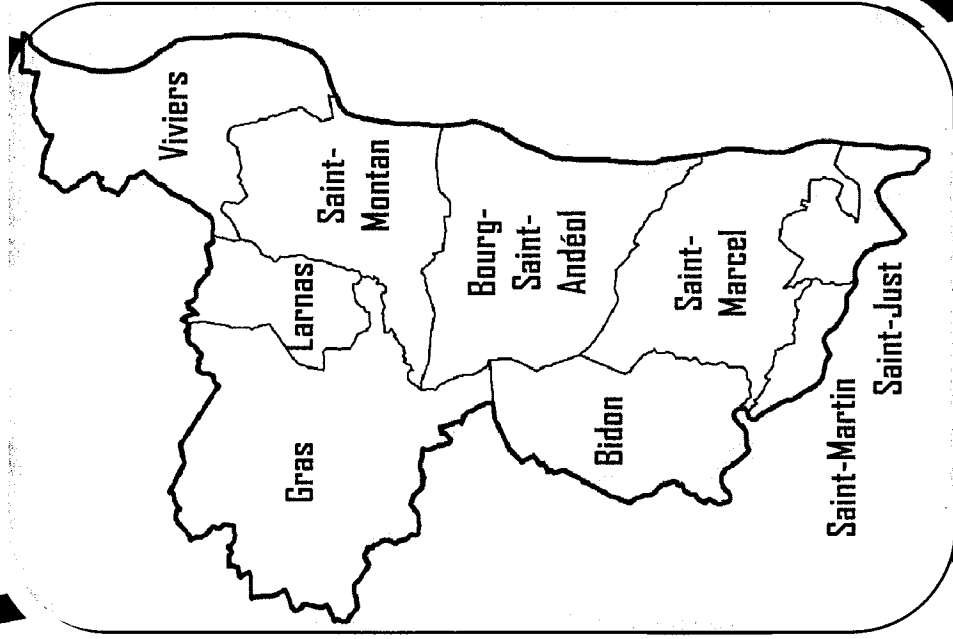 Viviers
Saint-
Montan
Larnas
Gras
Bourg-
Saint-
Andéol
Saint-
Marcel
Bidon
Saint-Martin
Saint-Just